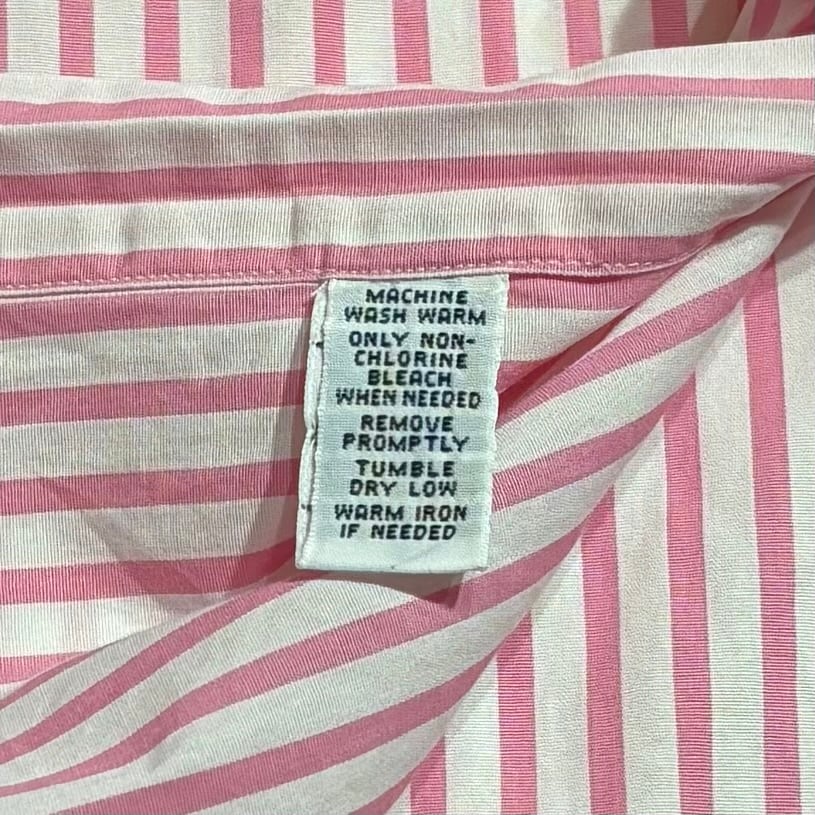 MACHINE
WASH WARM
ONLY NON-
CHLORINE
BLEACH
WHEN NEEDED
REMOVE
PROMPTLY
TUMBLE
DRY LOW
WARM IRON
IF NEEDED